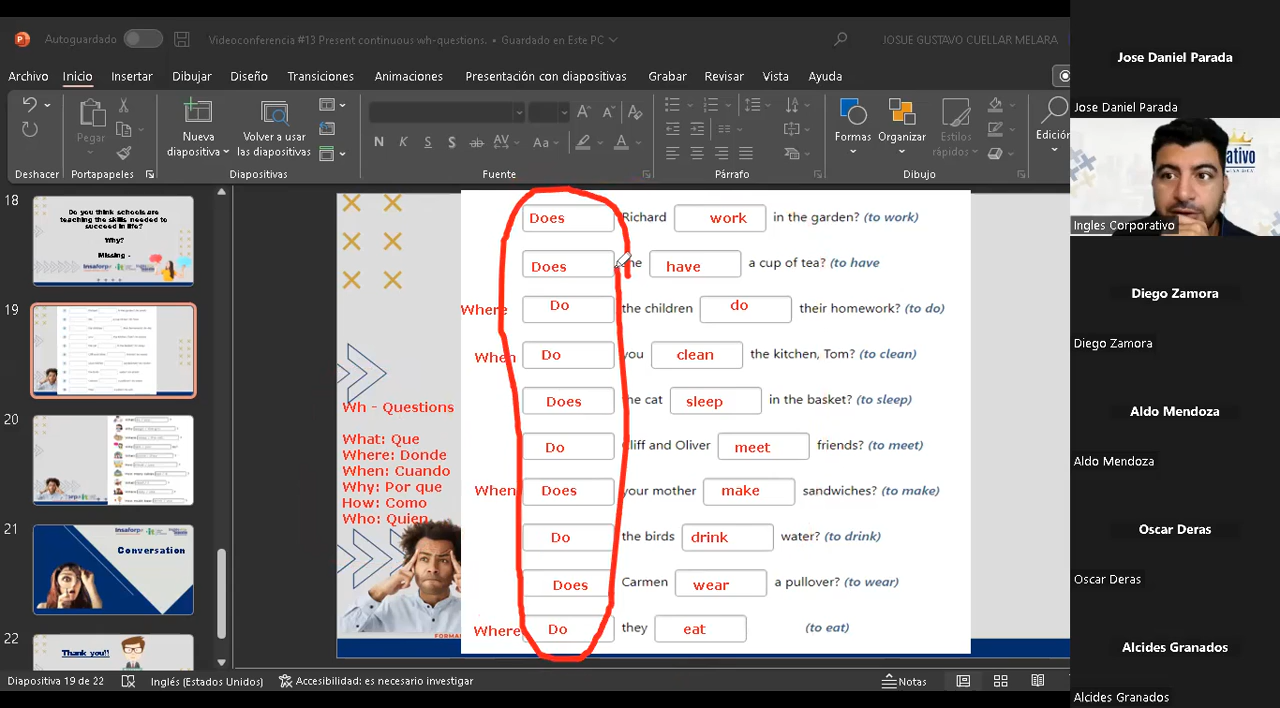 Autoguardado
Videoconferencia #13 Present continuous wh-questions. • Guardado en Este PC
JOSUE GUSTAVO CUELLAR MELARA
Archivo Inicio Insertar Dibujar Diseño Transiciones Animaciones Presentación con diapositivas Grabar Revisar Vista Ayuda
Pegar
Nueva diapositiva
Volver a usar las diapositivas
N K S S ab AV Aa A
Formas Organizar Estilos rápidos Edición
Deshacer Portapapeles Diapositivas Fuente Párrafo Dibujo
18
Do you think schools are
teaching the skills needed to
succeed in life?
Why?
Missing -
19
20
21
Conversation
22
Thank you!!
Does Richard work in the garden? (to work)
Does he have a cup of tea? (to have
Where Do the children do their homework? (to do)
When Do you clean the kitchen, Tom? (to clean)
Does the cat sleep in the basket? (to sleep)
Do Cliff and Oliver meet friends? (to meet)
When Does your mother make sandwiches? (to make)
Do the birds drink water? (to drink)
Does Carmen wear a pullover? (to wear)
Where Do they eat (to eat)
Wh - Questions
What: Que
Where: Donde
When: Cuando
Why: Por que
How: Como
Who: Quien
Diapositiva 19 de 22
Inglés (Estados Unidos)
Accesibilidad: es necesario investigar
Notas
Jose Daniel Parada
Jose Daniel Parada
Ingles Corporativo
Diego Zamora
Diego Zamora
Aldo Mendoza
Aldo Mendoza
Oscar Deras
Oscar Deras
Alcides Granados
Alcides Granados